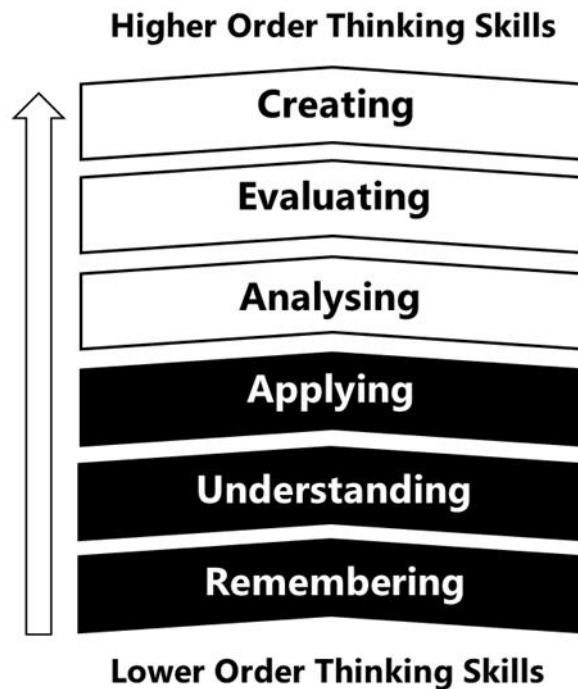 Higher Order Thinking Skills
Creating
Evaluating
Analysing
Applying
Understanding
Remembering
Lower Order Thinking Skills